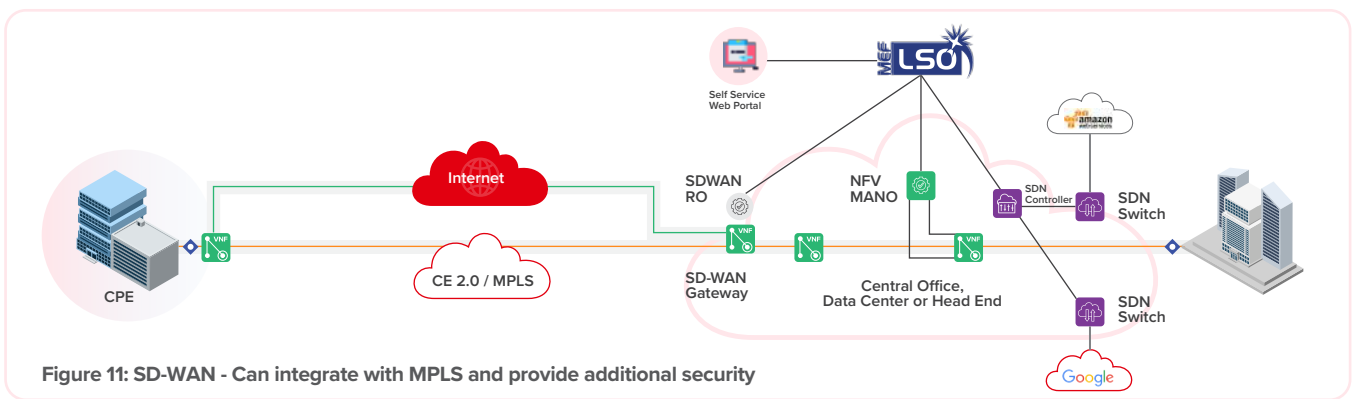 MEF
LSO
Self Service
Web Portal
amazon
webservices
Internet
SDWAN
RO
NFV
MANO
SDN
Controller
SDN
Switch
VNF
VNF
VNF
VNF
CE 2.0 / MPLS
CPE
SD-WAN
Gateway
Central Office,
Data Center or Head End
SDN
Switch
Google
Figure 11: SD-WAN - Can integrate with MPLS and provide additional security